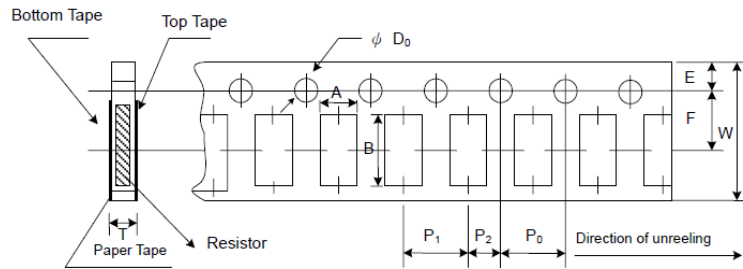 Bottom Tape
Top Tape
ϕ D₀
E
A
F
W
B
T
P₁
P₂
P₀
Paper Tape
Resistor
Direction of unreeling